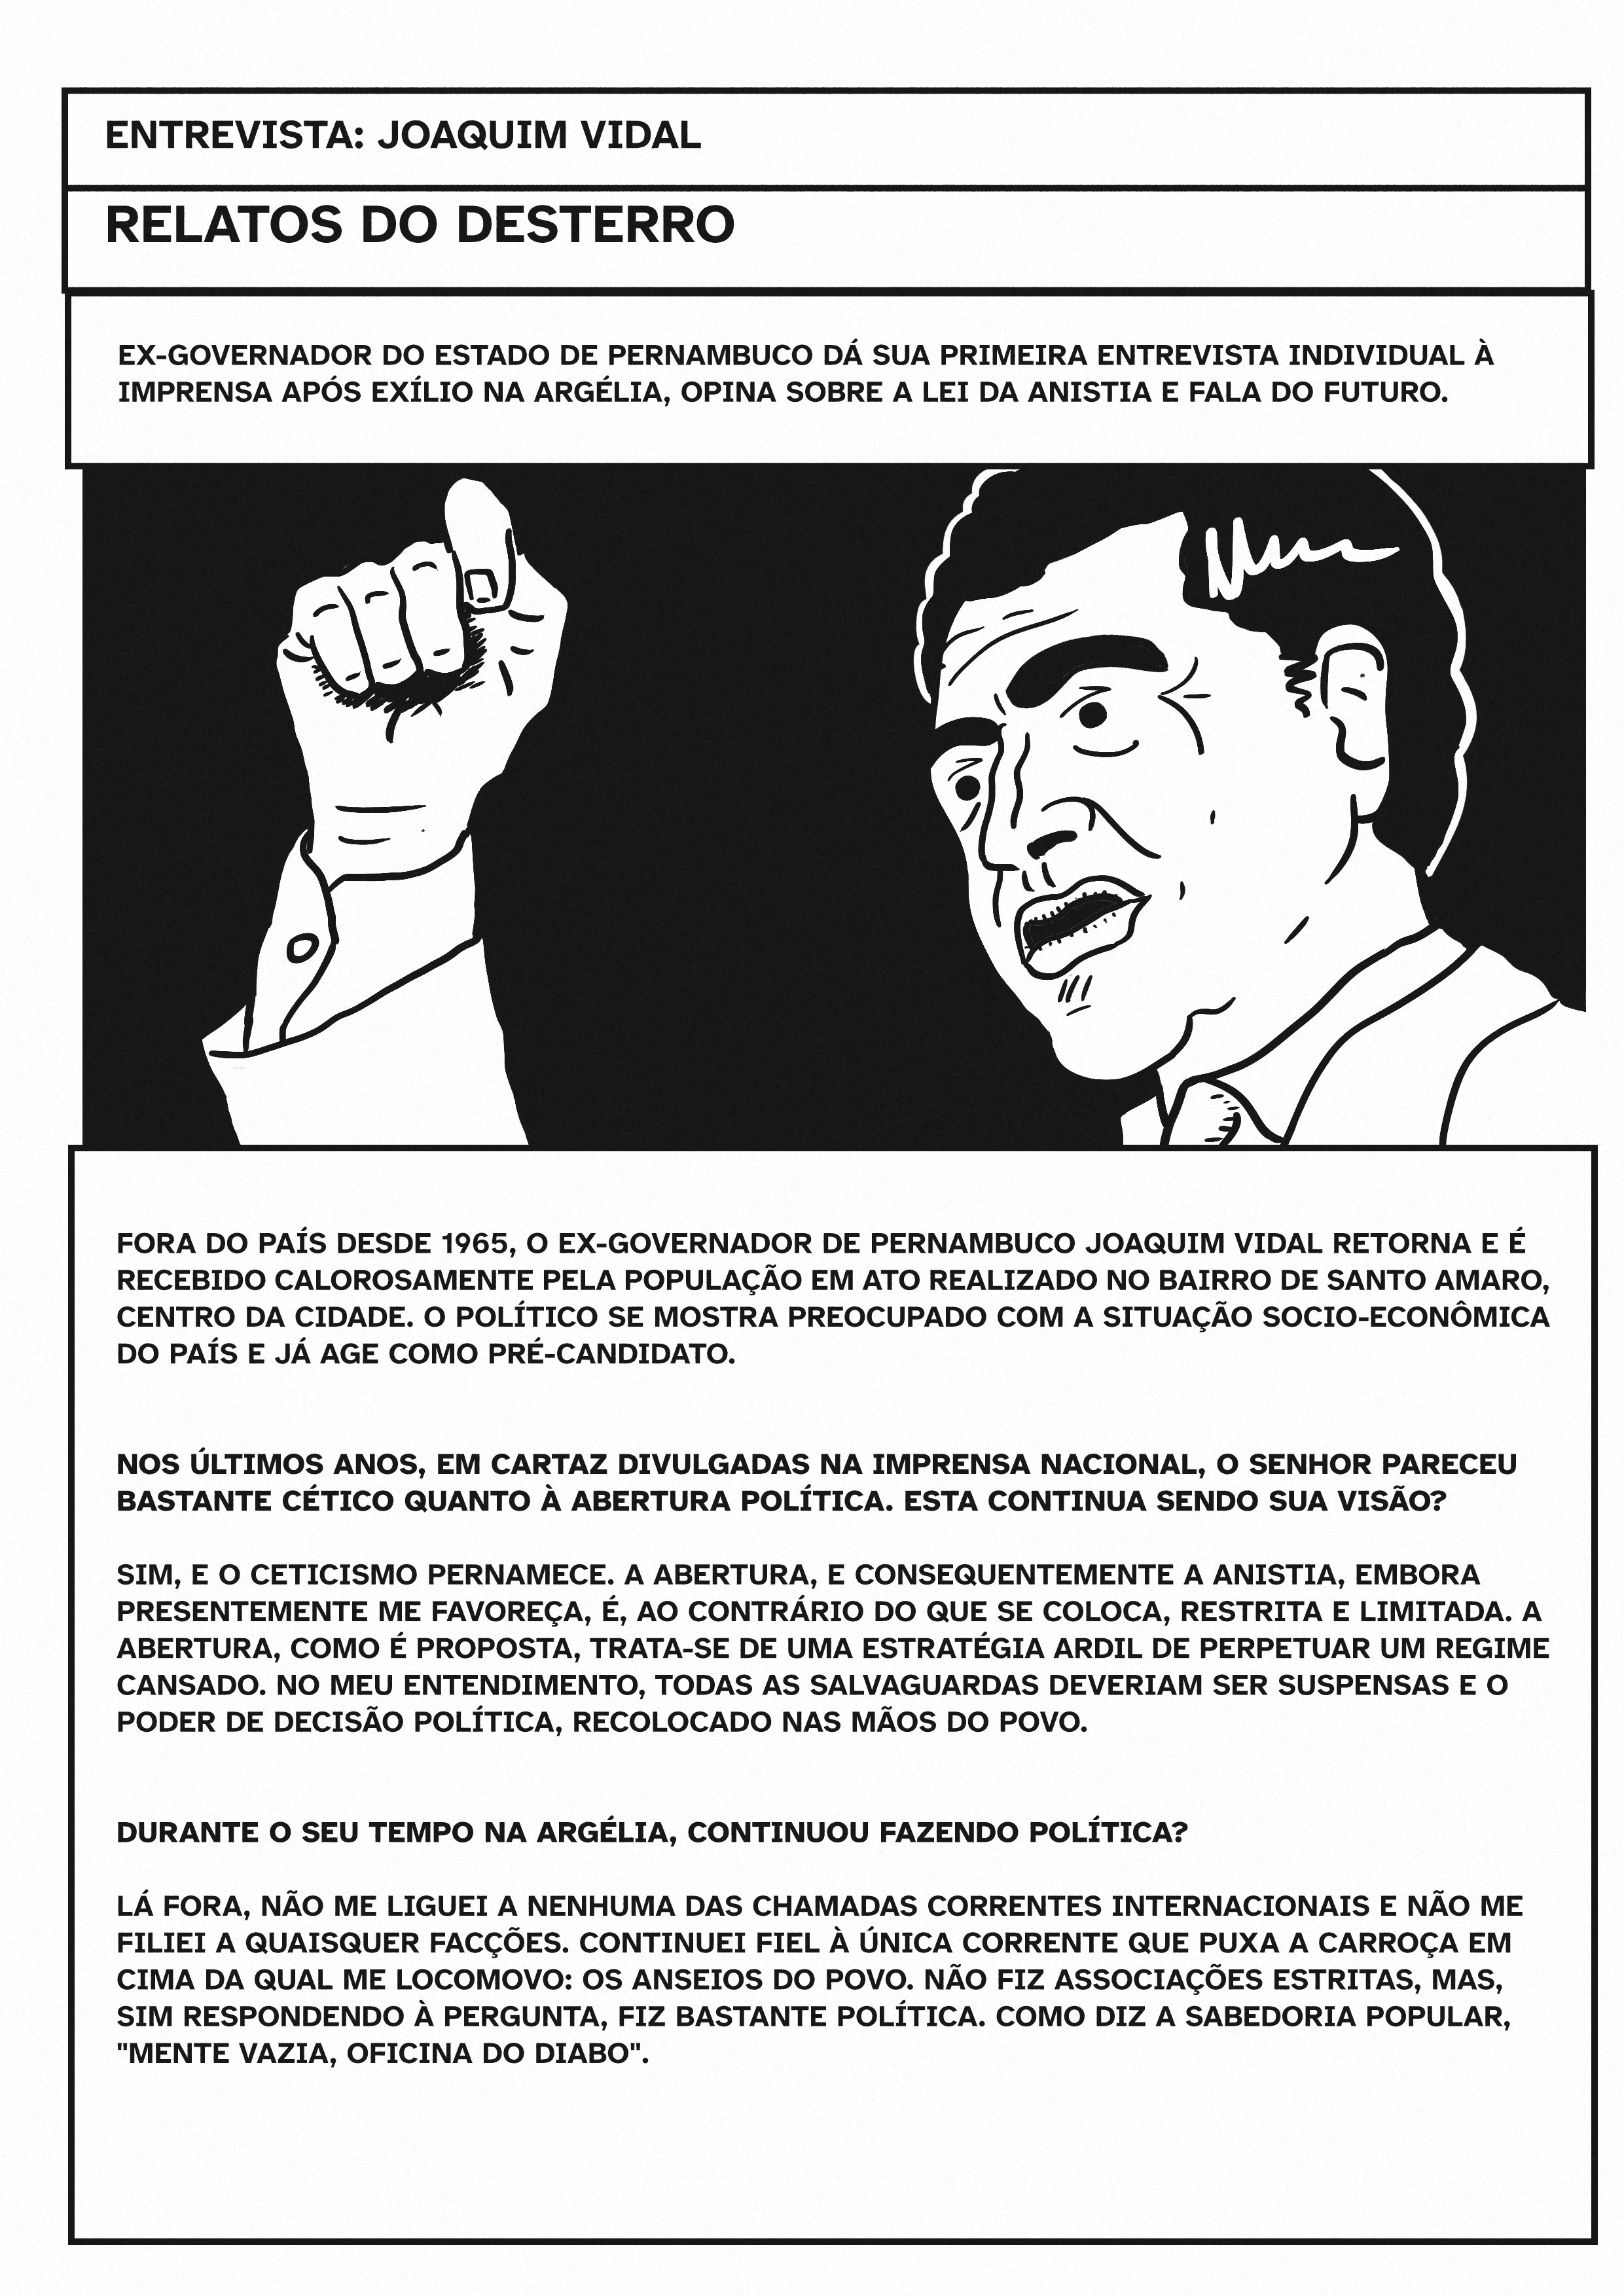 ENTREVISTA: JOAQUIM VIDAL
RELATOS DO DESTERRO
EX-GOVERNADOR DO ESTADO DE PERNAMBUCO DÁ SUA PRIMEIRA ENTREVISTA INDIVIDUAL À
IMPRENSA APÓS EXÍLIO NA ARGÉLIA, OPINA SOBRE A LEI DA ANISTIA E FALA DO FUTURO.
FORA DO PAÍS DESDE 1965, O EX-GOVERNADOR DE PERNAMBUCO JOAQUIM VIDAL RETORNA E É
RECEBIDO CALOROSAMENTE PELA POPULAÇÃO EM ATO REALIZADO NO BAIRRO DE SANTO AMARO,
CENTRO DA CIDADE. O POLÍTICO SE MOSTRA PREOCUPADO COM A SITUAÇÃO SOCIO-ECONÔMICA
DO PAÍS E JÁ AGE COMO PRÉ-CANDIDATO.
NOS ÚLTIMOS ANOS, EM CARTAZ DIVULGADAS NA IMPRENSA NACIONAL, O SENHOR PARECEU
BASTANTE CÉTICO QUANTO À ABERTURA POLÍTICA. ESTA CONTINUA SENDO SUA VISÃO?
SIM, E O CETICISMO PERNAMECE. A ABERTURA, E CONSEQUENTEMENTE A ANISTIA, EMBORA
PRESENTEMENTE ME FAVOREÇA, É, AO CONTRÁRIO DO QUE SE COLOCA, RESTRITA E LIMITADA. A
ABERTURA, COMO É PROPOSTA, TRATA-SE DE UMA ESTRATÉGIA ARDIL DE PERPETUAR UM REGIME
CANSADO. NO MEU ENTENDIMENTO, TODAS AS SALVAGUARDAS DEVERIAM SER SUSPENSAS E O
PODER DE DECISÃO POLÍTICA, RECOLOCADO NAS MÃOS DO POVO.
DURANTE O SEU TEMPO NA ARGÉLIA, CONTINUOU FAZENDO POLÍTICA?
LÁ FORA, NÃO ME LIGUEI A NENHUMA DAS CHAMADAS CORRENTES INTERNACIONAIS E NÃO ME
FILIEI A QUAISQUER FACÇÕES. CONTINUEI FIEL À ÚNICA CORRENTE QUE PUXA A CARROÇA EM
CIMA DA QUAL ME LOCOMOVO: OS ANSEIOS DO POVO. NÃO FIZ ASSOCIAÇÕES ESTRITAS, MAS,
SIM RESPONDENDO À PERGUNTA, FIZ BASTANTE POLÍTICA. COMO DIZ A SABEDORIA POPULAR,
"MENTE VAZIA, OFICINA DO DIABO".